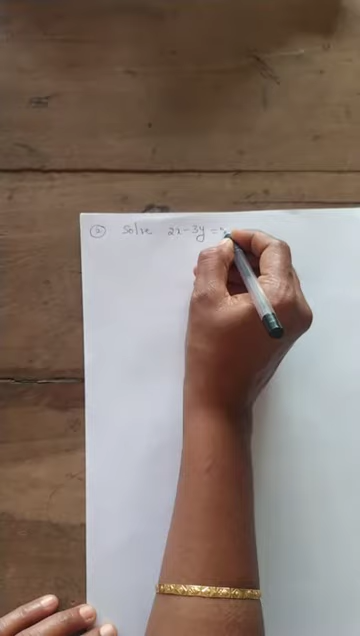 ② Solve 2x-3y =